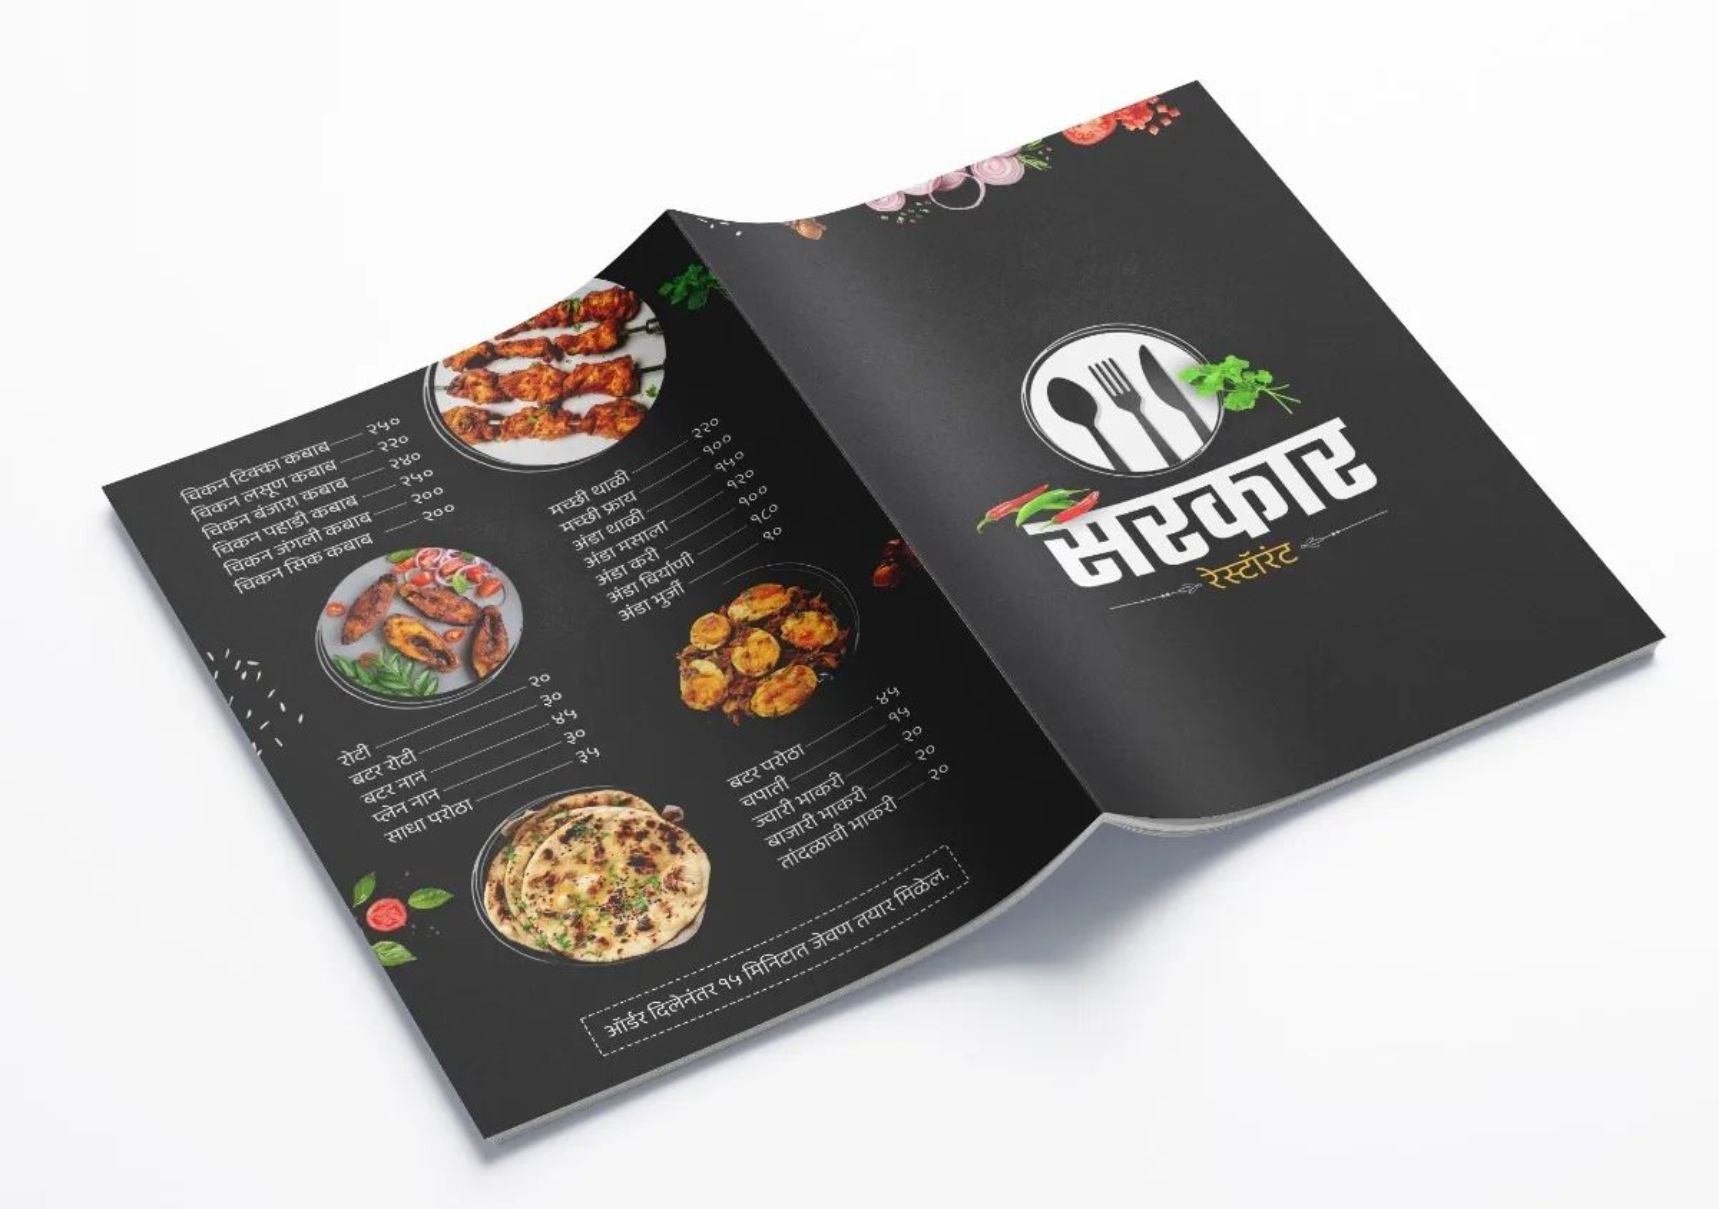 चिकन टिक्का कबाब २५०
चिकन लसूण कबाब २२०
चिकन बंजारा कबाब २४०
चिकन पहाडी कबाब २५०
चिकन जंगली कबाब २००
चिकन सिक कबाब २००
मच्छी थाळी २२०
मच्छी फ्राय १००
अंडा थाळी १५०
अंडा मसाला १२०
अंडा करी १००
अंडा बिर्याणी १८०
अंडा भुर्जी ९०
रोटी २०
बटर रोटी ३०
बटर नान ४५
प्लेन नान ३०
साधा परोठा ३५
बटर परोठा ४५
चपाती १५
ज्वारी भाकरी २०
बाजारी भाकरी २०
तांदळाची भाकरी २०
ऑर्डर दिलेनंतर १५ मिनिटात जेवण तयार मिळेल.
सरकार
रेस्टॉरंट